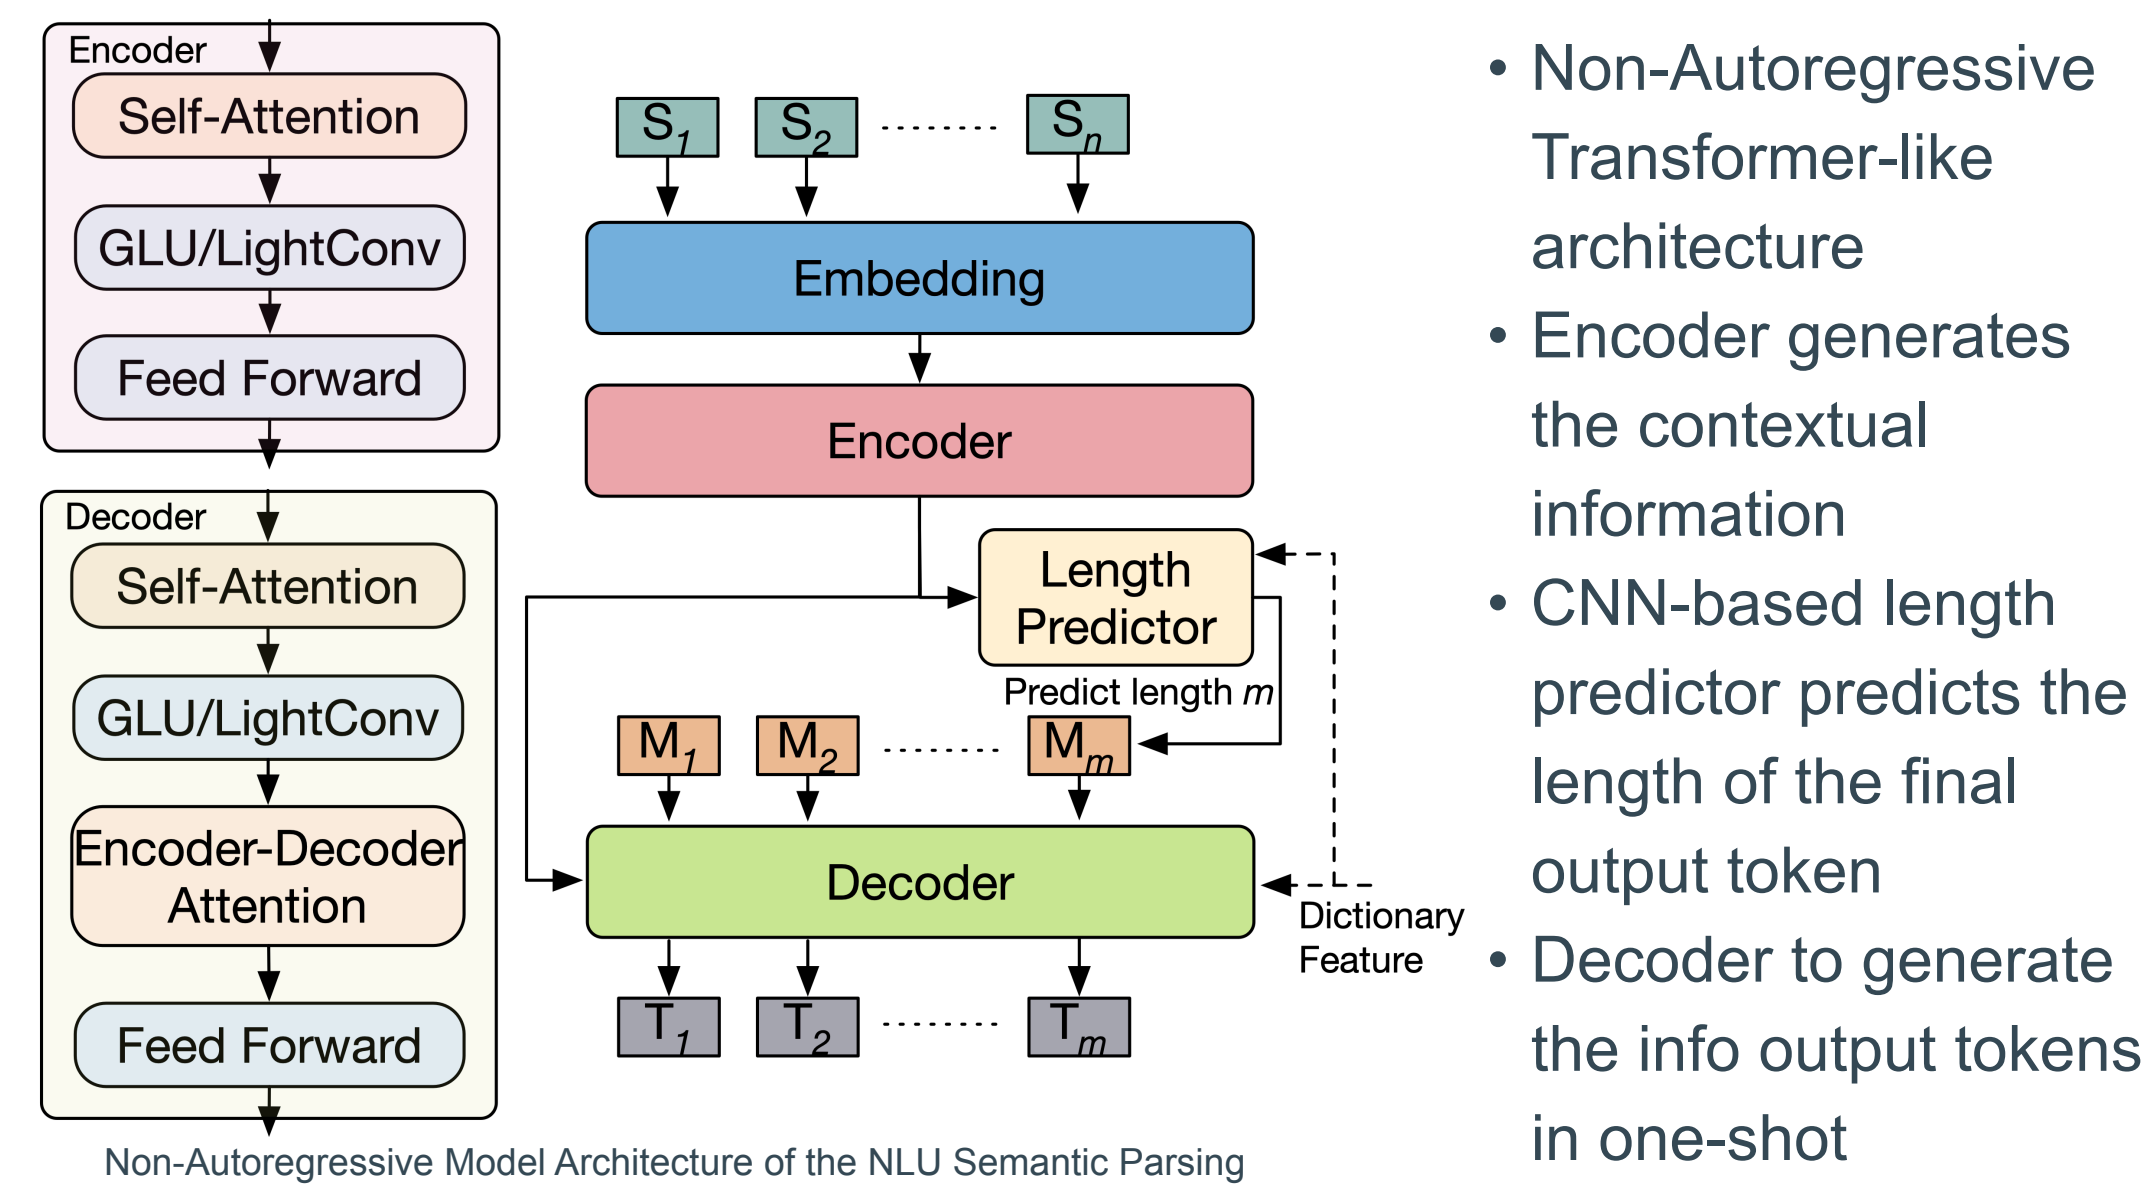 Encoder
Self-Attention
GLU/LightConv
Feed Forward
Decoder
Self-Attention
GLU/LightConv
Encoder-Decoder
Attention
Feed Forward
S1 S2 ........ Sn
Embedding
Encoder
Length
Predictor
Predict length m
M1 M2 ........ Mm
Decoder
Dictionary
Feature
T1 T2 ........ Tm
Non-Autoregressive Model Architecture of the NLU Semantic Parsing
• Non-Autoregressive
Transformer-like
architecture
• Encoder generates
the contextual
information
• CNN-based length
predictor predicts the
length of the final
output token
• Decoder to generate
the info output tokens
in one-shot